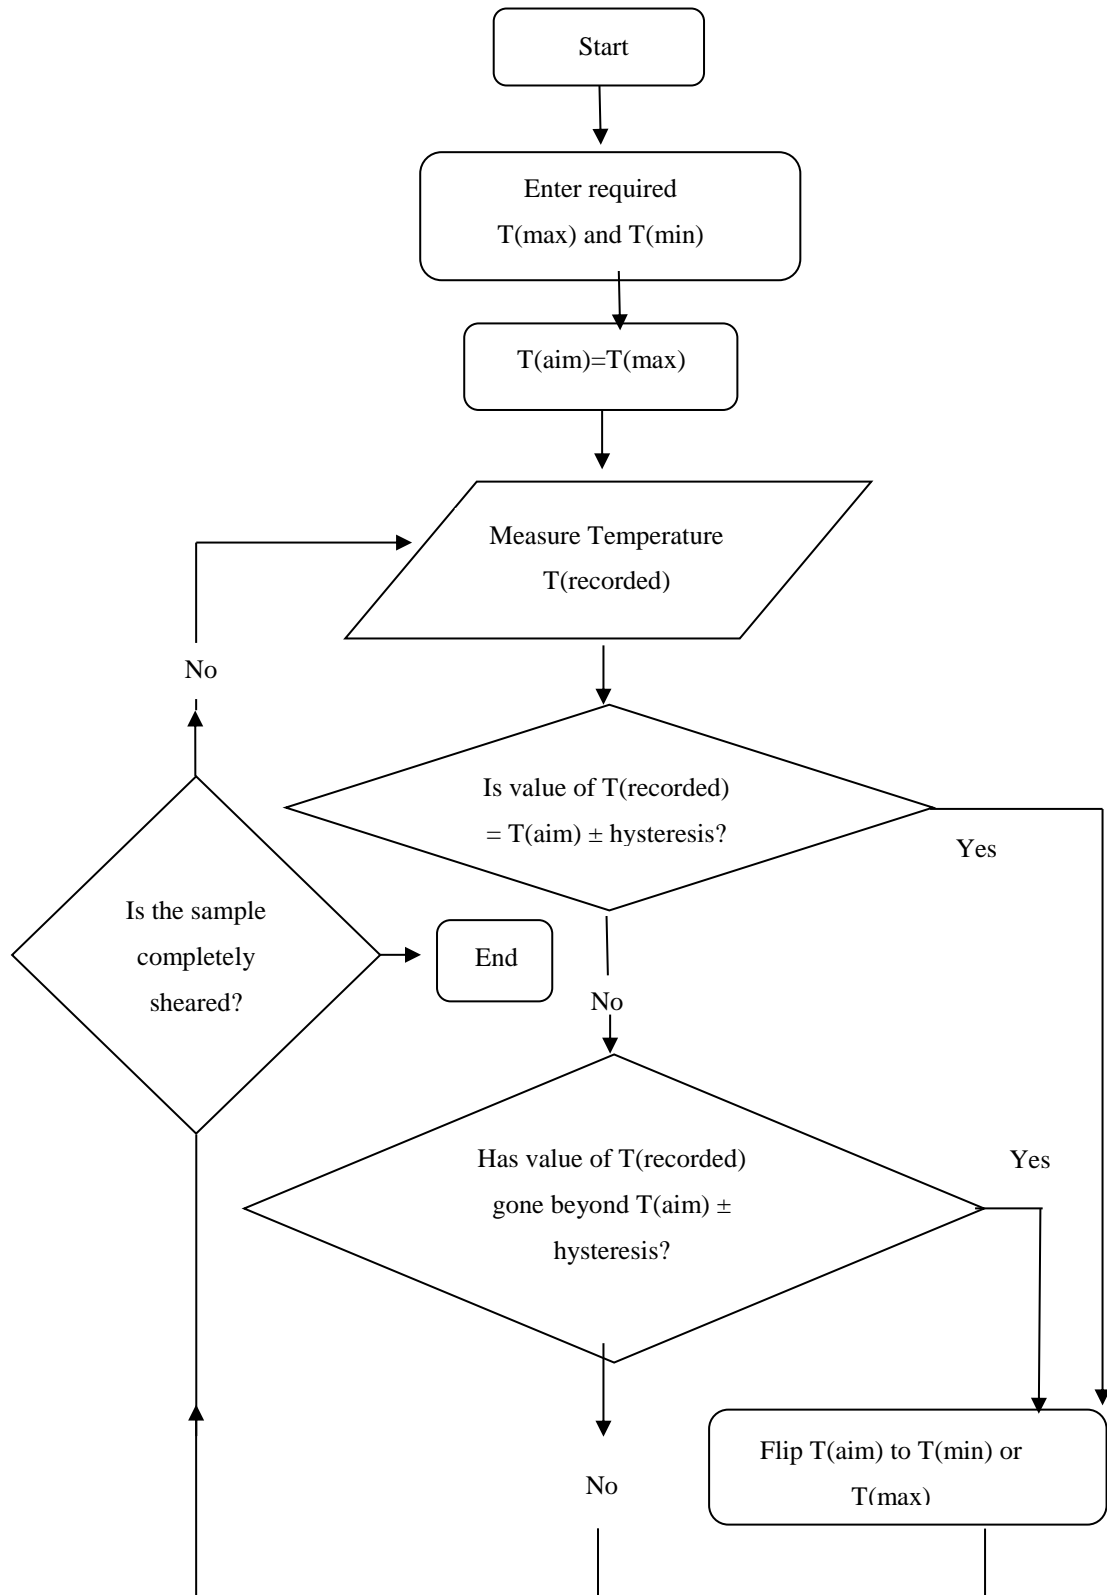 Start
Enter required
T(max) and T(min)
T(aim)=T(max)
Measure Temperature
T(recorded)
No
Is value of T(recorded)
= T(aim) ± hysteresis?
Yes
Is the sample
completely
sheared?
End
No
Has value of T(recorded)
gone beyond T(aim) ±
hysteresis?
Yes
No
Flip T(aim) to T(min) or
T(max)